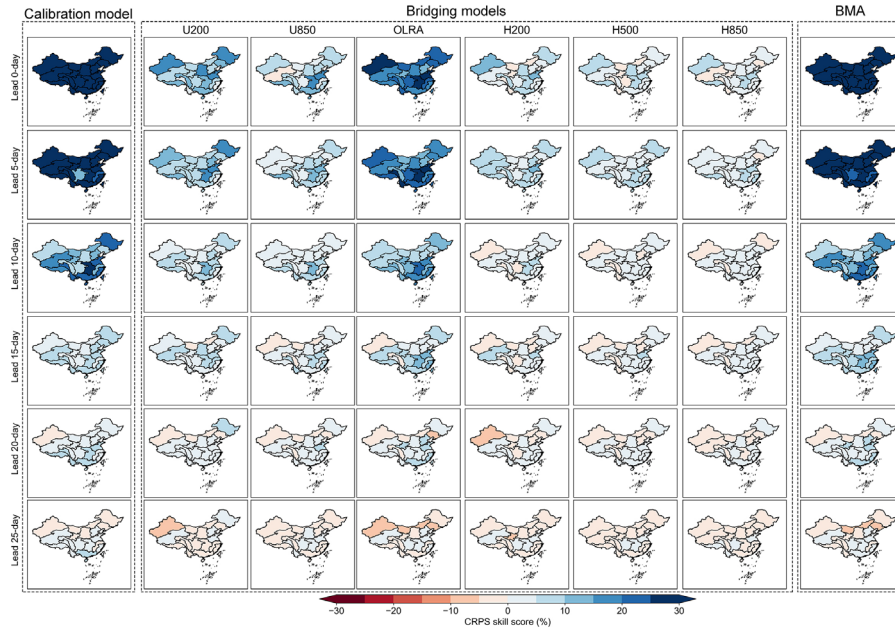 Calibration model
Bridging models
BMA
U200
U850
OLRA
H200
H500
H850
Lead 0-day
Lead 5-day
Lead 10-day
Lead 15-day
Lead 20-day
Lead 25-day
−30
−20
−10
0
10
20
30
CRPS skill score (%)